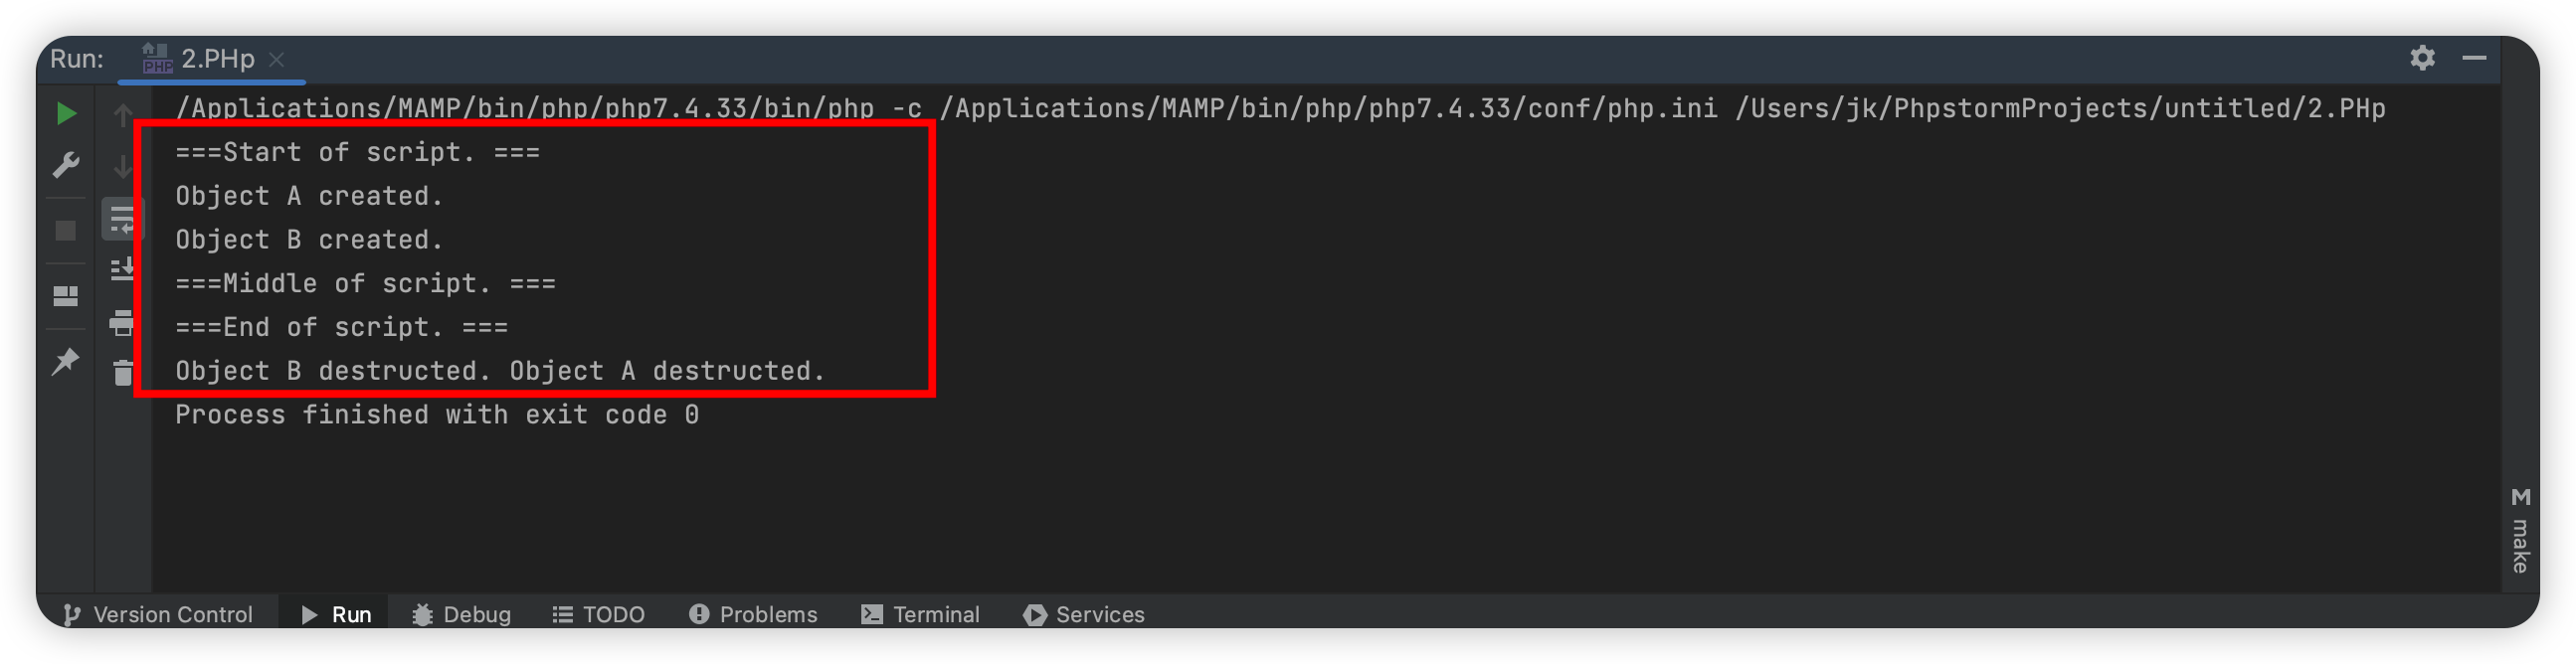 Run: PHP 2.PHp
/Applications/MAMP/bin/php/php7.4.33/bin/php -c /Applications/MAMP/bin/php/php7.4.33/conf/php.ini /Users/jk/PhpstormProjects/untitled/2.PHp
===Start of script. ===
Object A created.
Object B created.
===Middle of script. ===
===End of script. ===
Object B destructed. Object A destructed.
Process finished with exit code 0
M make
Version Control Run Debug TODO Problems Terminal Services